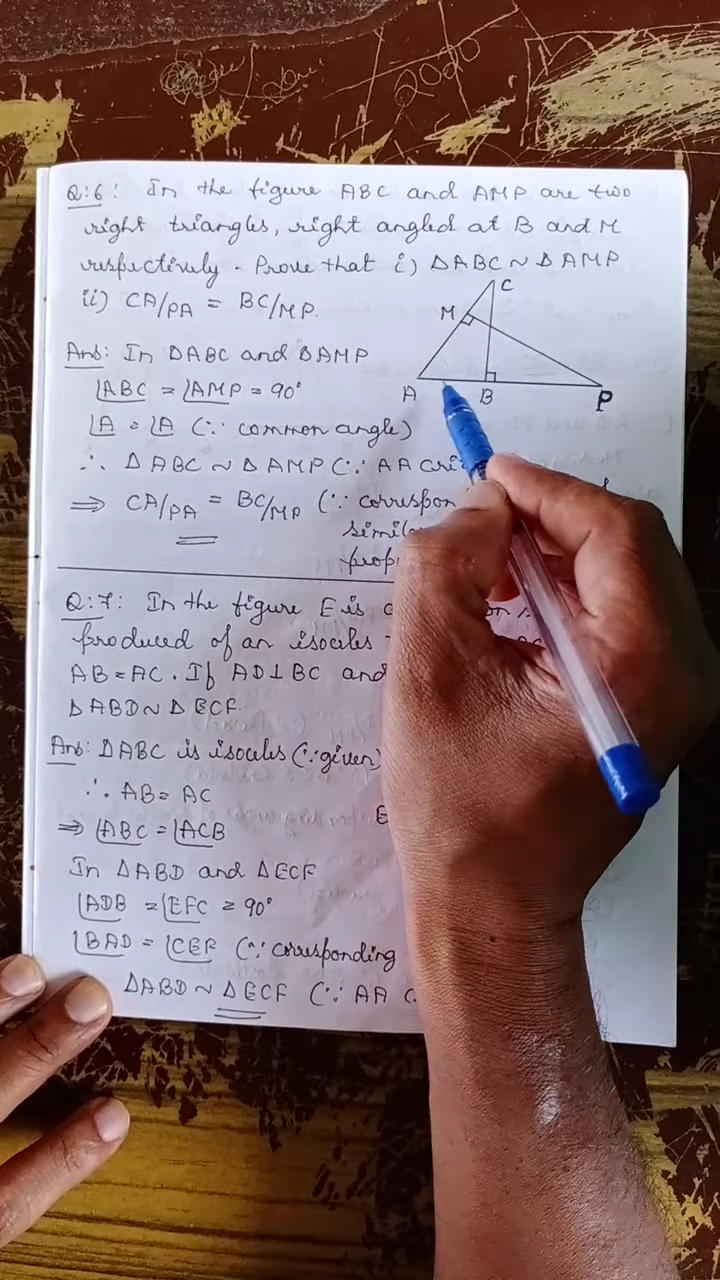 2020
Q:6: In the figure ABC and AMP are two
right triangles, right angled at B and M
respectively. Prove that i) ΔABC ~ ΔAMP
ii) CA/PA = BC/MP.
C
M
A B P
Ans: In ΔABC and ΔAMP
∠ABC = ∠AMP = 90°
∠A = ∠A (∵ common angle)
∴ ΔABC ~ ΔAMP (∵ AA cri
⇒ CA/PA = BC/MP (∵ correspon
simil
prop
Q:7: In the figure E is
produced of an isoceles
AB = AC. If AD⊥BC and
ΔABD ~ ΔECF.
Ans: ΔABC is isoceles (∵ given)
∴ AB = AC
⇒ ∠ABC = ∠ACB
E
In ΔABD and ΔECF
∠ADB = ∠EFC = 90°
∠BAD = ∠CEF (∵ corresponding
ΔABD ~ ΔECF (∵ AA C